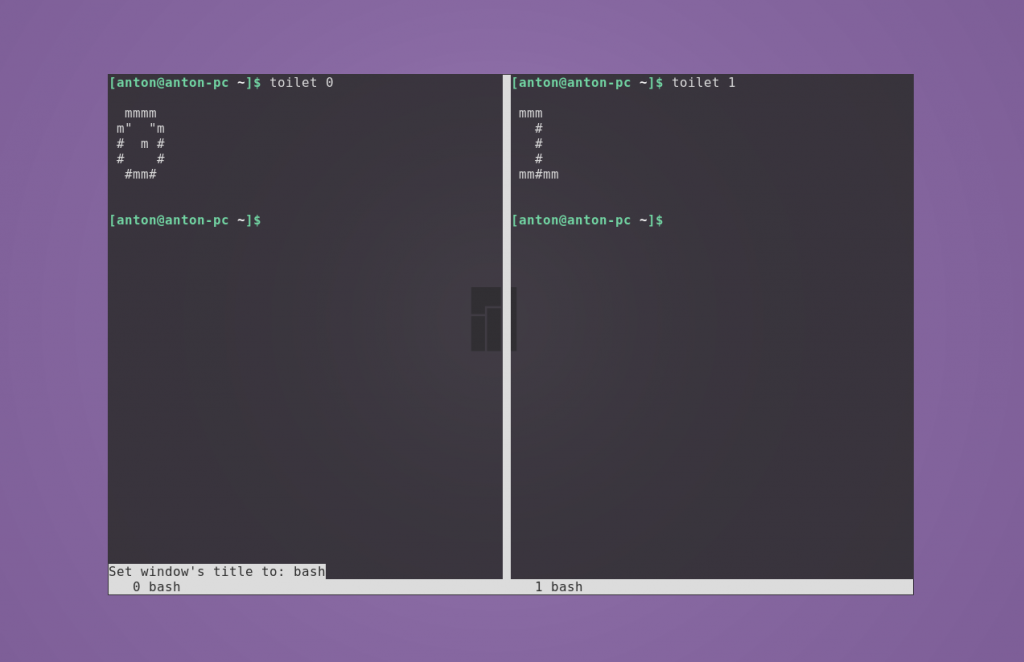 [anton@anton-pc ~]$ toilet 0
  mmmm
 m"  "m
 #  m #
 #    #
  #mm#
[anton@anton-pc ~]$
Set window's title to: bash
0 bash
[anton@anton-pc ~]$ toilet 1
 mmm
   #
   #
   #
 mm#mm
[anton@anton-pc ~]$
1 bash